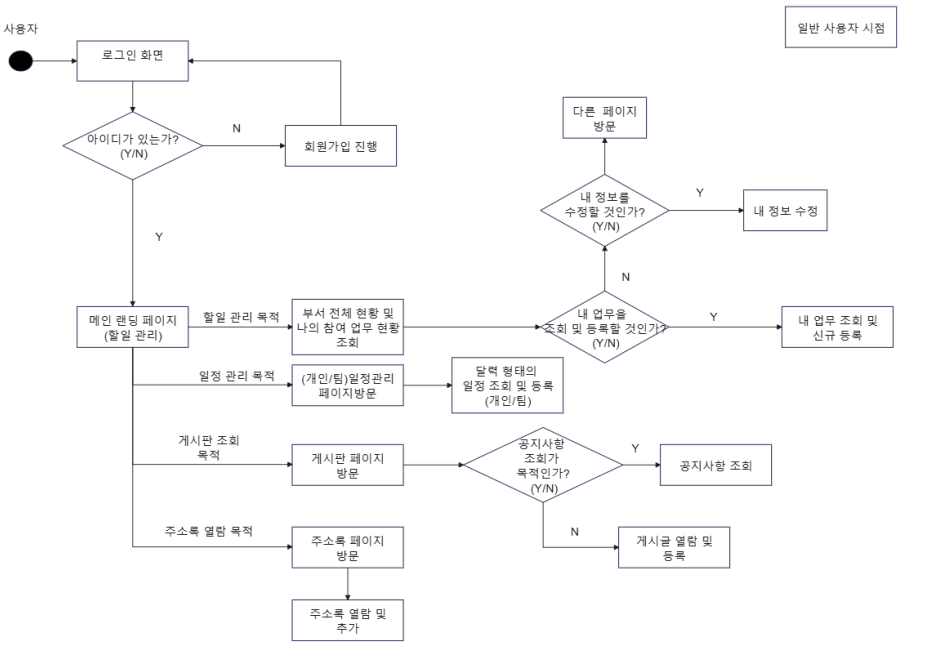 사용자
일반 사용자 시점
로그인 화면
아이디가 있는가?
(Y/N)
N
회원가입 진행
Y
다른 페이지
방문
내 정보를
수정할 것인가?
(Y/N)
Y
내 정보 수정
N
메인 랜딩 페이지
(할일 관리)
할일 관리 목적
부서 전체 현황 및
나의 참여 업무 현황
조회
내 업무을
조회 및 등록할 것인가?
(Y/N)
Y
내 업무 조회 및
신규 등록
일정 관리 목적
(개인/팀)일정관리
페이지방문
달력 형태의
일정 조회 및 등록
(개인/팀)
게시판 조회
목적
게시판 페이지
방문
공지사항
조회가
목적인가?
(Y/N)
Y
공지사항 조회
N
게시글 열람 및
등록
주소록 열람 목적
주소록 페이지
방문
주소록 열람 및
추가